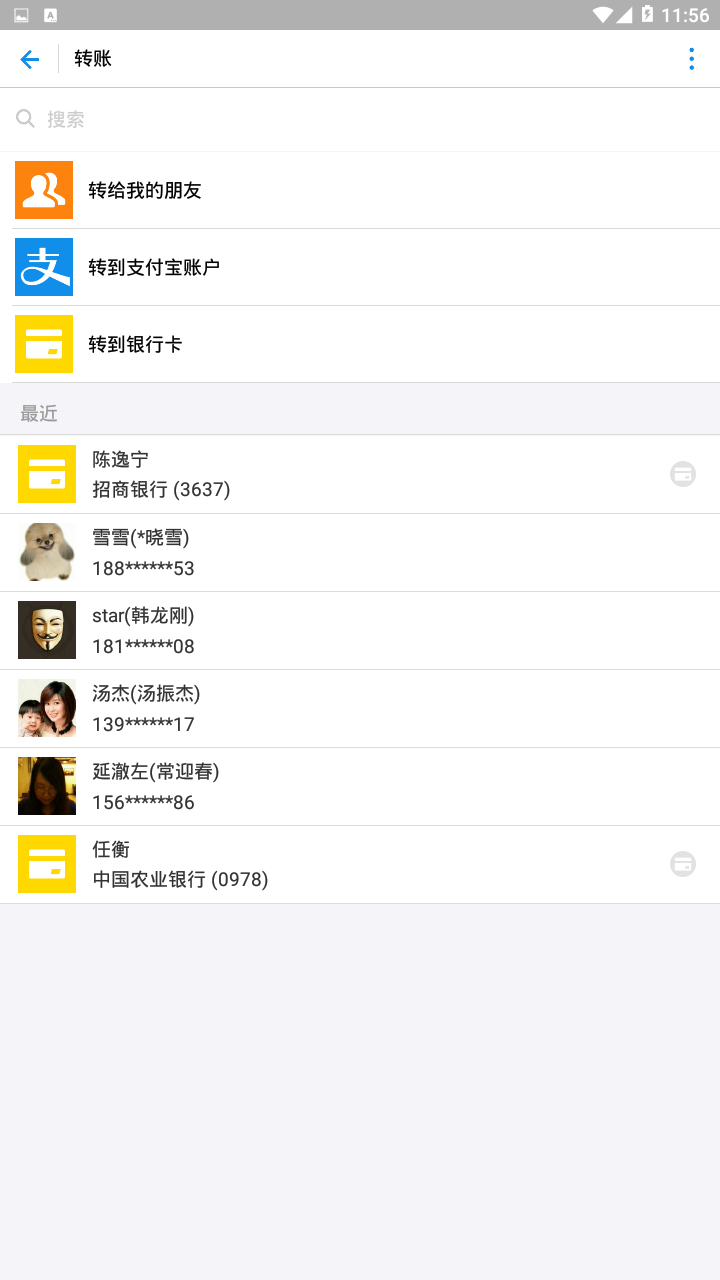 11:56
转账
搜索
转给我的朋友
转到支付宝账户
转到银行卡
最近
陈逸宁
招商银行 (3637)
雪雪(*晓雪)
188******53
star(韩龙刚)
181******08
汤杰(汤振杰)
139******17
延澈左(常迎春)
156******86
任衡
中国农业银行 (0978)